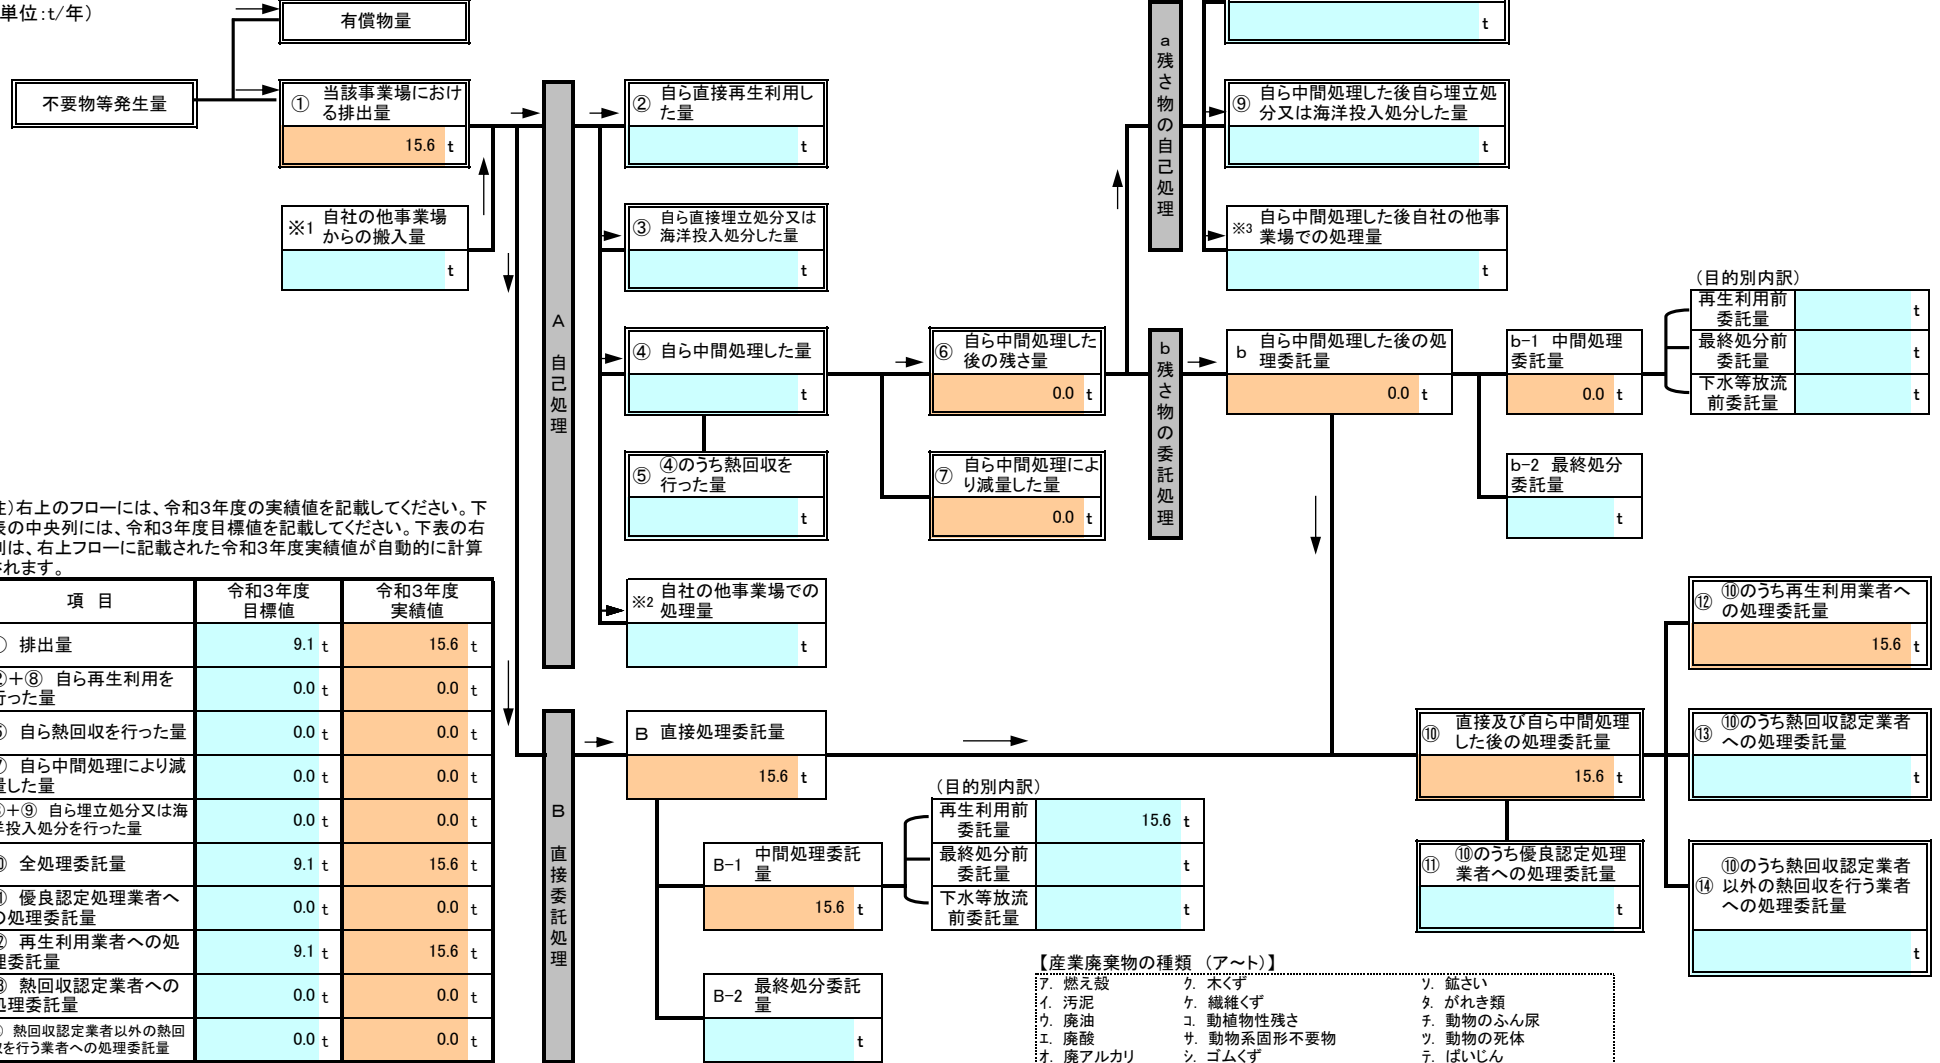 単位：t/年）
有償物量
t
不要物等発生量
① 当該事業場におけ
る排出量
15.6 t
※1 自社の他事業場
からの搬入量
t
A 自己処理
② 自ら直接再生利用し
た量
t
③ 自ら直接埋立処分又は
海洋投入処分した量
t
④ 自ら中間処理した量
t
⑤ ④のうち熱回収を
行った量
t
※2 自社の他事業場での
処理量
t
⑥ 自ら中間処理した
後の残さ量
0.0 t
⑦ 自ら中間処理によ
り減量した量
0.0 t
a 残さ物の自己処理
⑨ 自ら中間処理した後自ら埋立処
分又は海洋投入処分した量
t
※3 自ら中間処理した後自社の他事
業場での処理量
t
b 残さ物の委託処理
b 自ら中間処理した後の処
理委託量
0.0 t
b-1 中間処理
委託量
0.0 t
b-2 最終処分
委託量
t
（目的別内訳）
再生利用前
委託量
t
最終処分前
委託量
t
下水等放流
前委託量
t
注）右上のフローには、令和3年度の実績値を記載してください。下
表の中央列には、令和3年度目標値を記載してください。下表の右
列は、右上フローに記載された令和3年度実績値が自動的に計算
されます。
項 目
令和3年度
目標値
令和3年度
実績値
① 排出量 9.1 t 15.6 t
②＋⑧ 自ら再生利用を
行った量 0.0 t 0.0 t
⑤ 自ら熱回収を行った量 0.0 t 0.0 t
⑦ 自ら中間処理により減
量した量 0.0 t 0.0 t
③＋⑨ 自ら埋立処分又は海
洋投入処分を行った量 0.0 t 0.0 t
⑩ 全処理委託量 9.1 t 15.6 t
⑪ 優良認定処理業者へ
の処理委託量 0.0 t 0.0 t
⑫ 再生利用業者への処
理委託量 9.1 t 15.6 t
⑬ 熱回収認定業者への
処理委託量 0.0 t 0.0 t
⑭ 熱回収認定業者以外の熱回
収を行う業者への処理委託量 0.0 t 0.0 t
B 直接委託処理
B 直接処理委託量
15.6 t
B-1 中間処理委託
量
15.6 t
B-2 最終処分委託
量
t
（目的別内訳）
再生利用前
委託量
15.6 t
最終処分前
委託量
t
下水等放流
前委託量
t
⑩ 直接及び自ら中間処理
した後の処理委託量
15.6 t
⑪ ⑩のうち優良認定処理
業者への処理委託量
t
⑫ ⑩のうち再生利用業者へ
の処理委託量
15.6 t
⑬ ⑩のうち熱回収認定業者
への処理委託量
t
⑭ ⑩のうち熱回収認定業者
以外の熱回収を行う業者
への処理委託量
t
【産業廃棄物の種類 （ア～ト）】
ア. 燃え殻 ク. 木くず ソ. 鉱さい
イ. 汚泥 ケ. 繊維くず タ. がれき類
ウ. 廃油 コ. 動植物性残さ チ. 動物のふん尿
エ. 廃酸 サ. 動物系固形不要物 ツ. 動物の死体
オ. 廃アルカリ シ. ゴムくず テ. ばいじん